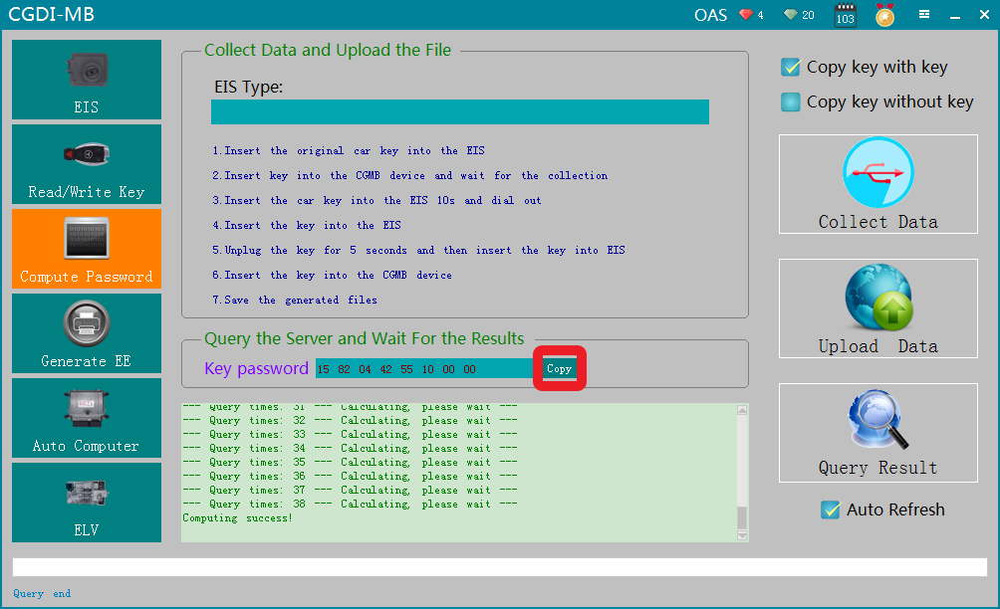 CGDI-MB
OAS 4 20 103
EIS
Read/Write Key
Compute Password
Generate EE
Auto Computer
ELV
Collect Data and Upload the File
EIS Type:
1.Insert the original car key into the EIS
2.Insert key into the CGMB device and wait for the collection
3.Insert the car key into the EIS 10s and dial out
4.Insert the key into the EIS
5.Unplug the key for 5 seconds and then insert the key into EIS
6.Insert the key into the CGMB device
7.Save the generated files
Query the Server and Wait For the Results
Key password 15 82 04 42 55 10 00 00 Copy
--- Query times: 31 --- Calculating, please wait ---
--- Query times: 32 --- Calculating, please wait ---
--- Query times: 33 --- Calculating, please wait ---
--- Query times: 34 --- Calculating, please wait ---
--- Query times: 35 --- Calculating, please wait ---
--- Query times: 36 --- Calculating, please wait ---
--- Query times: 37 --- Calculating, please wait ---
--- Query times: 38 --- Calculating, please wait ---
Computing success!
Copy key with key
Copy key without key
Collect Data
Upload Data
Query Result
Auto Refresh
Query end